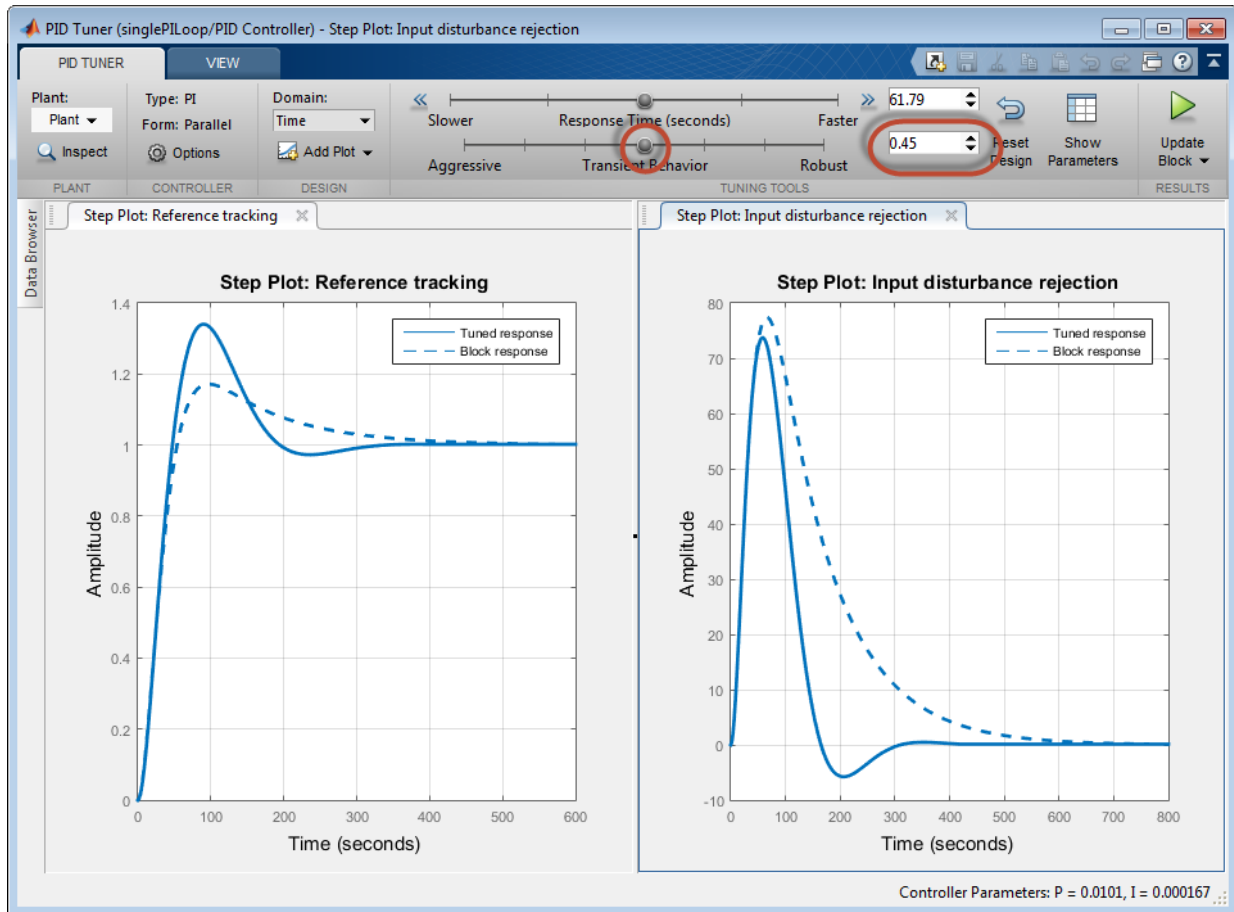 PID Tuner (singlePILoop/PID Controller) - Step Plot: Input disturbance rejection
PID TUNER
VIEW
Plant:
Plant
Inspect
PLANT
Type: PI
Form: Parallel
Options
CONTROLLER
Domain:
Time
Add Plot
DESIGN
Slower
Response Time (seconds)
Faster
61.79
Aggressive
Transient Behavior
Robust
0.45
TUNING TOOLS
Reset
Design
Show
Parameters
Update
Block
RESULTS
Data Browser
Step Plot: Reference tracking
Step Plot: Reference tracking
Tuned response
Block response
Amplitude
1.4
1.2
1
0.8
0.6
0.4
0.2
0
0 100 200 300 400 500 600
Time (seconds)
Step Plot: Input disturbance rejection
Step Plot: Input disturbance rejection
Tuned response
Block response
Amplitude
80
70
60
50
40
30
20
10
0
-10
0 100 200 300 400 500 600 700 800
Time (seconds)
Controller Parameters: P = 0.0101, I = 0.000167